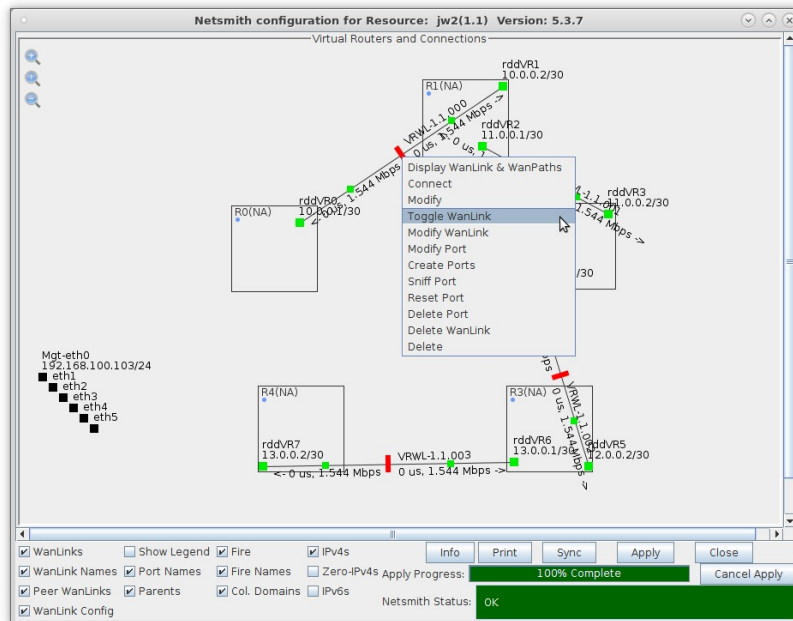 Netsmith configuration for Resource: jw2(1.1) Version: 5.3.7
Virtual Routers and Connections
rddVR1
10.0.0.2/30
R1(NA)
VRWL-1.1.000
0 us, 1.544 Mbps ->
rddVR2
11.0.0.1/30
<- 0 us,
rddVR0
10.0.0.1/30
<- 0 us, 1.544 Mbps
R0(NA)
rddVR3
11.0.0.2/30
1.544 Mbps ->
Display WanLink & WanPaths
Connect
Modify
Toggle WanLink
Modify WanLink
Modify Port
Create Ports
Sniff Port
Reset Port
Delete Port
Delete WanLink
Delete
/30
Mgt-eth0
192.168.100.103/24
eth1
eth2
eth3
eth4
eth5
R4(NA)
R3(NA)
0 us, 1.544 Mbps ->
rddVR7
13.0.0.2/30
VRWL-1.1.003
rddVR6
13.0.0.1/30
rddVR5
12.0.0.2/30
<- 0 us, 1.544 Mbps
0 us, 1.544 Mbps ->
WanLinks
Show Legend
Fire
IPv4s
Info
Print
Sync
Apply
Close
WanLink Names
Port Names
Fire Names
Zero-IPv4s
Apply Progress:
100% Complete
Cancel Apply
Peer WanLinks
Parents
Col. Domains
IPv6s
Netsmith Status:
OK
WanLink Config